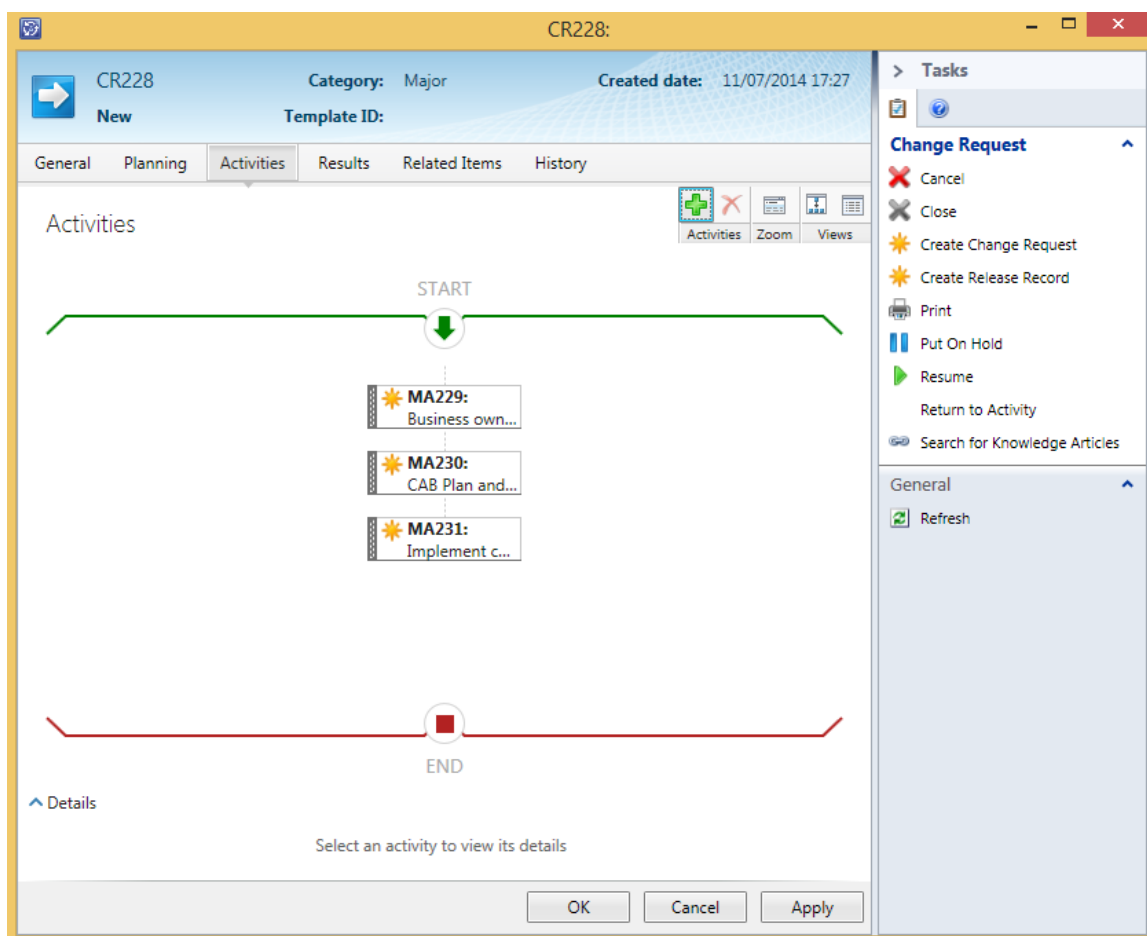 CR228:
CR228 Category: Major Created date: 11/07/2014 17:27
New Template ID:
General Planning Activities Results Related Items History
Activities
Activities Zoom Views
START
MA229:
Business own...
MA230:
CAB Plan and...
MA231:
Implement c...
END
Details
Select an activity to view its details
OK Cancel Apply
Tasks
Change Request
Cancel
Close
Create Change Request
Create Release Record
Print
Put On Hold
Resume
Return to Activity
Search for Knowledge Articles
General
Refresh